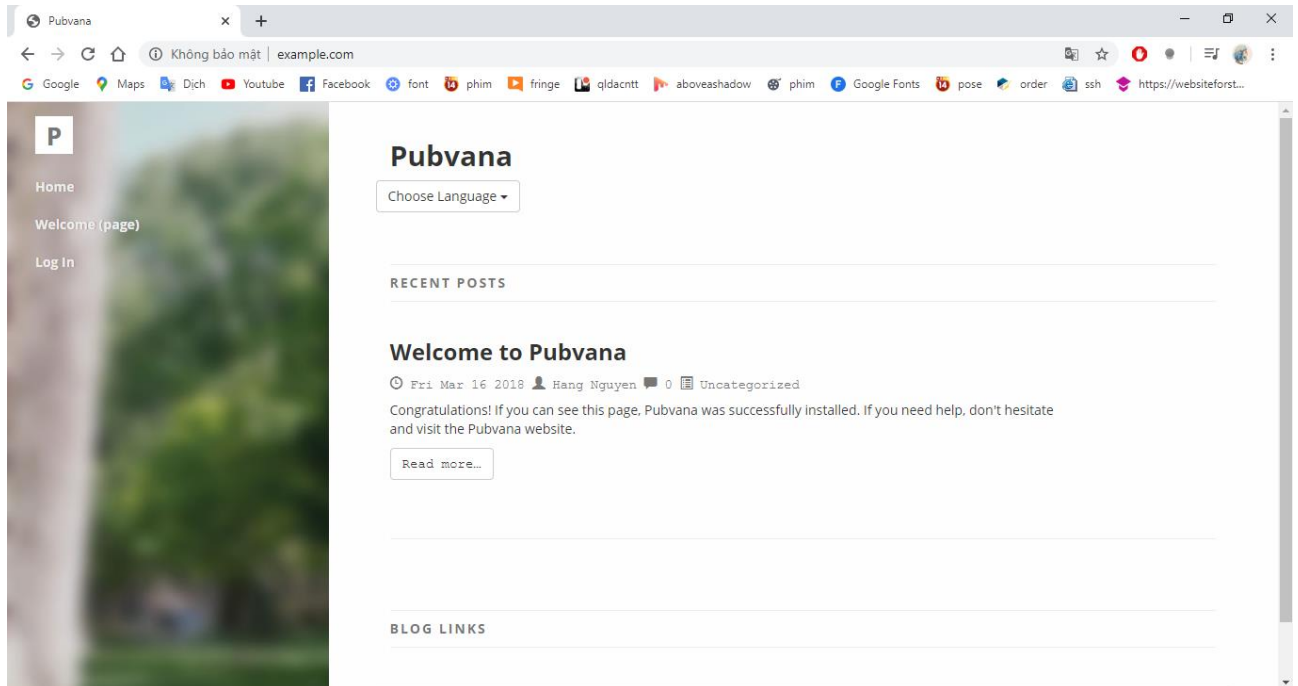 Pubvana
Không bảo mật | example.com
Google Maps Dịch Youtube Facebook font phim fringe qldacntt aboveashadow phim Google Fonts pose order ssh https://websiteforst...
P
Home
Welcome (page)
Log In
Pubvana
Choose Language
RECENT POSTS
Welcome to Pubvana
Fri Mar 16 2018 Hang Nguyen 0 Uncategorized
Congratulations! If you can see this page, Pubvana was successfully installed. If you need help, don't hesitate
and visit the Pubvana website.
Read more…
BLOG LINKS